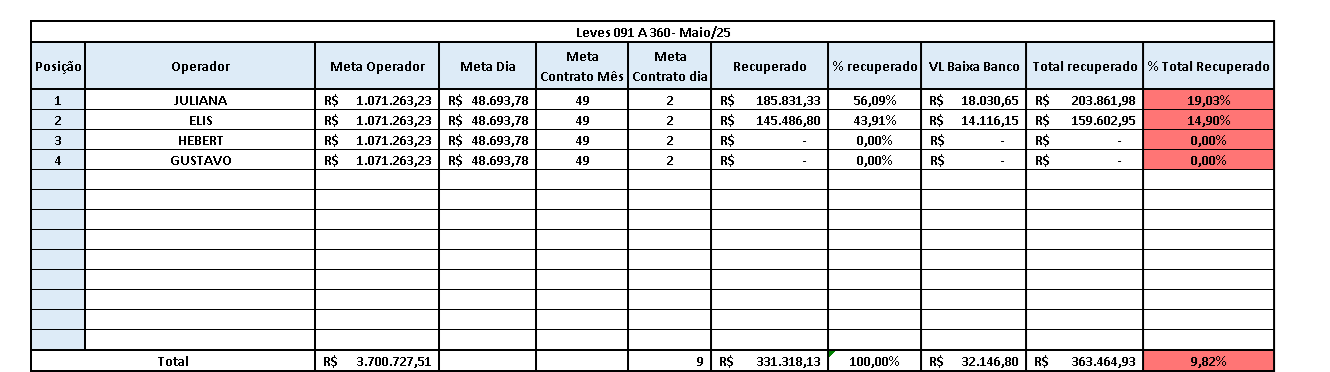 Leves 091 A 360- Maio/25
Posição Operador Meta Operador Meta Dia Meta Contrato Mês Meta Contrato dia Recuperado % recuperado VL Baixa Banco Total recuperado % Total Recuperado
1 JULIANA R$ 1.071.263,23 R$ 48.693,78 49 2 R$ 185.831,33 56,09% R$ 18.030,65 R$ 203.861,98 19,03%
2 ELIS R$ 1.071.263,23 R$ 48.693,78 49 2 R$ 145.486,80 43,91% R$ 14.116,15 R$ 159.602,95 14,90%
3 HEBERT R$ 1.071.263,23 R$ 48.693,78 49 2 R$ - 0,00% R$ - R$ - 0,00%
4 GUSTAVO R$ 1.071.263,23 R$ 48.693,78 49 2 R$ - 0,00% R$ - R$ - 0,00%
Total R$ 3.700.727,51 9 R$ 331.318,13 100,00% R$ 32.146,80 R$ 363.464,93 9,82%